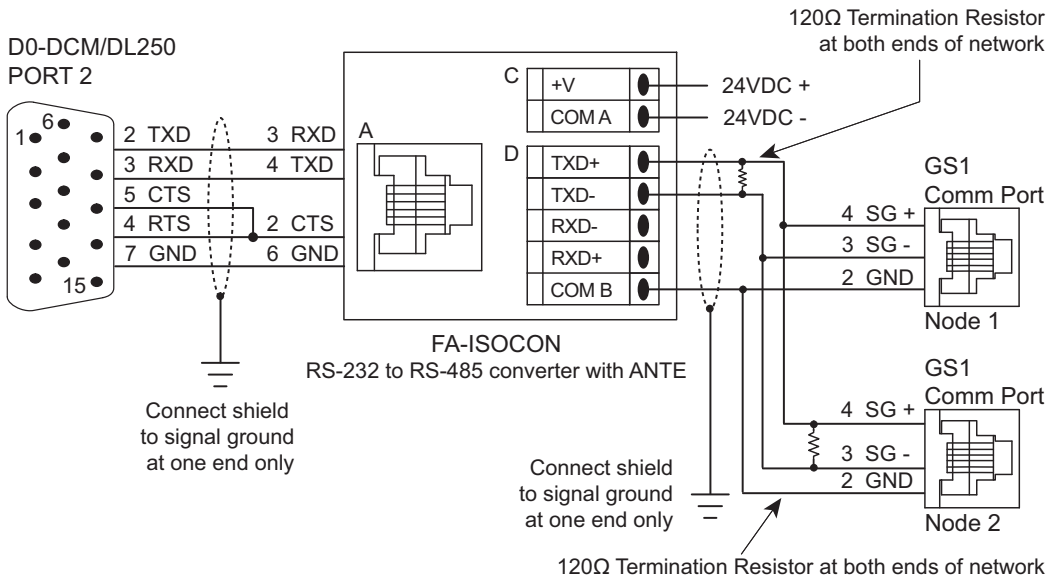 120Ω Termination Resistor
at both ends of network
D0-DCM/DL250
PORT 2
6
1
15
2 TXD
3 RXD
5 CTS
4 RTS
7 GND
3 RXD
4 TXD
2 CTS
6 GND
A
C
+V
COM A
24VDC +
24VDC -
D
TXD+
TXD-
RXD-
RXD+
COM B
GS1
Comm Port
4 SG +
3 SG -
2 GND
Node 1
FA-ISOCON
RS-232 to RS-485 converter with ANTE
GS1
Comm Port
4 SG +
3 SG -
2 GND
Node 2
Connect shield
to signal ground
at one end only
Connect shield
to signal ground
at one end only
120Ω Termination Resistor at both ends of network